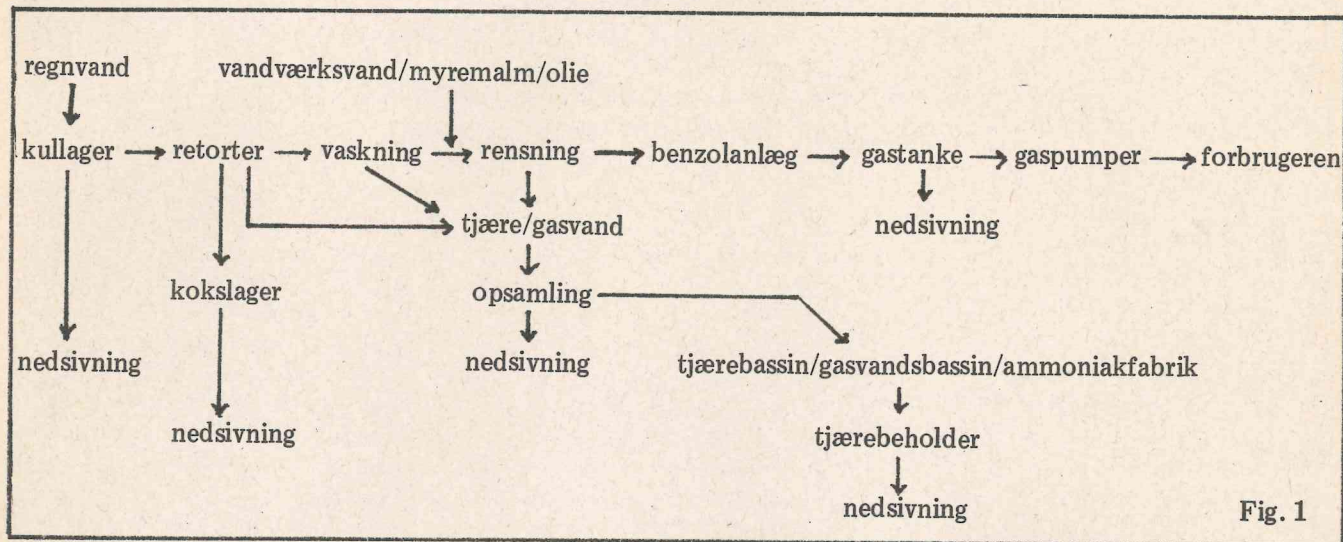 regnvand vandværksvand/myremalm/olie
kullager retorter vaskning rensning benzolanlæg gastanke gaspumper forbrugeren
tjære/gasvand nedsivning
kokslager opsamling
nedsivning nedsivning tjærebassin/gasvandsbassin/ammoniakfabrik
nedsivning tjærebeholder
nedsivning Fig. 1